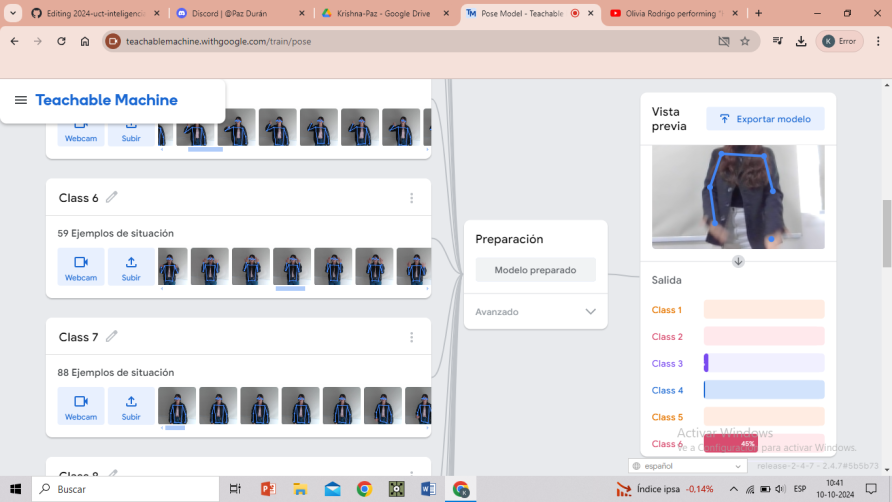 Editing 2024-uct-inteligencia
Discord | @Paz Durán
Krishna-Paz - Google Drive
Pose Model - Teachable
Olivia Rodrigo performing "
teachablemachine.withgoogle.com/train/pose
K Error
Teachable Machine
Webcam Subir
Class 6
59 Ejemplos de situación
Webcam Subir
Class 7
88 Ejemplos de situación
Webcam Subir
Class 8
Preparación
Modelo preparado
Avanzado
Vista previa
Exportar modelo
Salida
Class 1
Class 2
Class 3
Class 4
Class 5
Class 6 45%
Activar Windows
Ve a Configuración para activar Windows.
español
release-2-4-7 - 2.4.7#5b5b73
Buscar
Índice ipsa -0,14%
ESP
10:41
10-10-2024